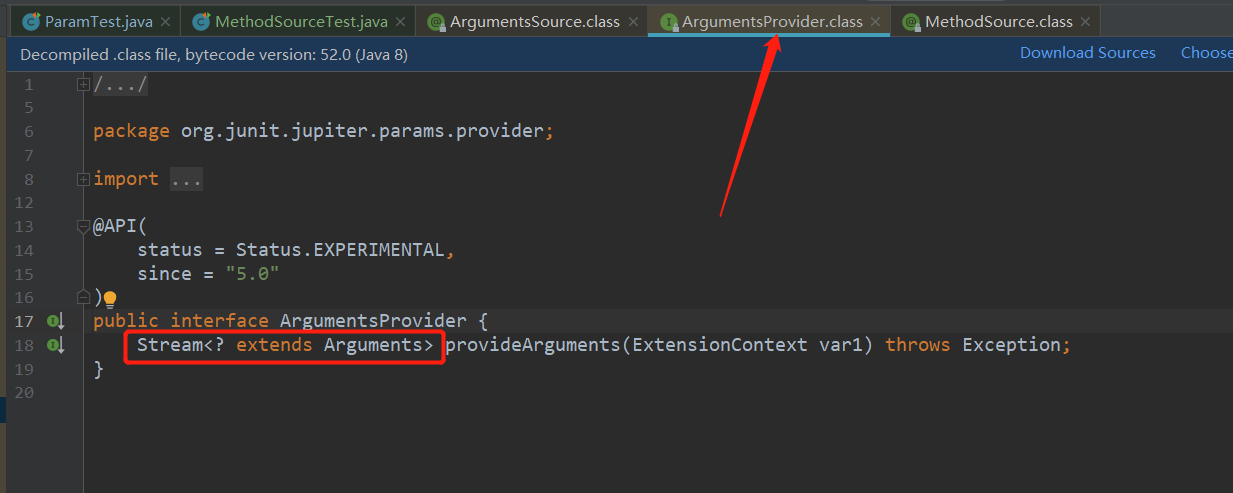 ParamTest.java MethodSourceTest.java ArgumentsSource.class ArgumentsProvider.class MethodSource.class
Decompiled .class file, bytecode version: 52.0 (Java 8) Download Sources Choose
1 /.../
5
6 package org.junit.jupiter.params.provider;
7
8 import ...
12
13 @API(
14 status = Status.EXPERIMENTAL,
15 since = "5.0"
16 )
17 public interface ArgumentsProvider {
18 Stream<? extends Arguments> provideArguments(ExtensionContext var1) throws Exception;
19 }
20